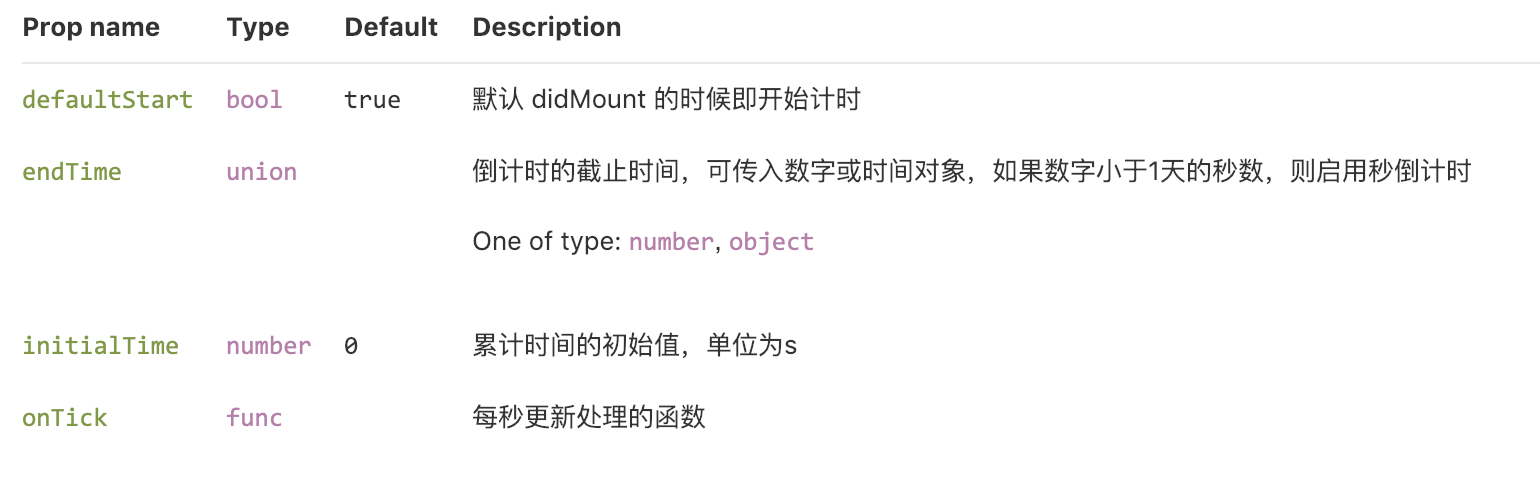 Prop name Type Default Description
defaultStart bool true 默认 didMount 的时候即开始计时
endTime union 倒计时的截止时间，可传入数字或时间对象，如果数字小于1天的秒数，则启用秒倒计时
One of type: number, object
initialTime number 0 累计时间的初始值，单位为s
onTick func 每秒更新处理的函数